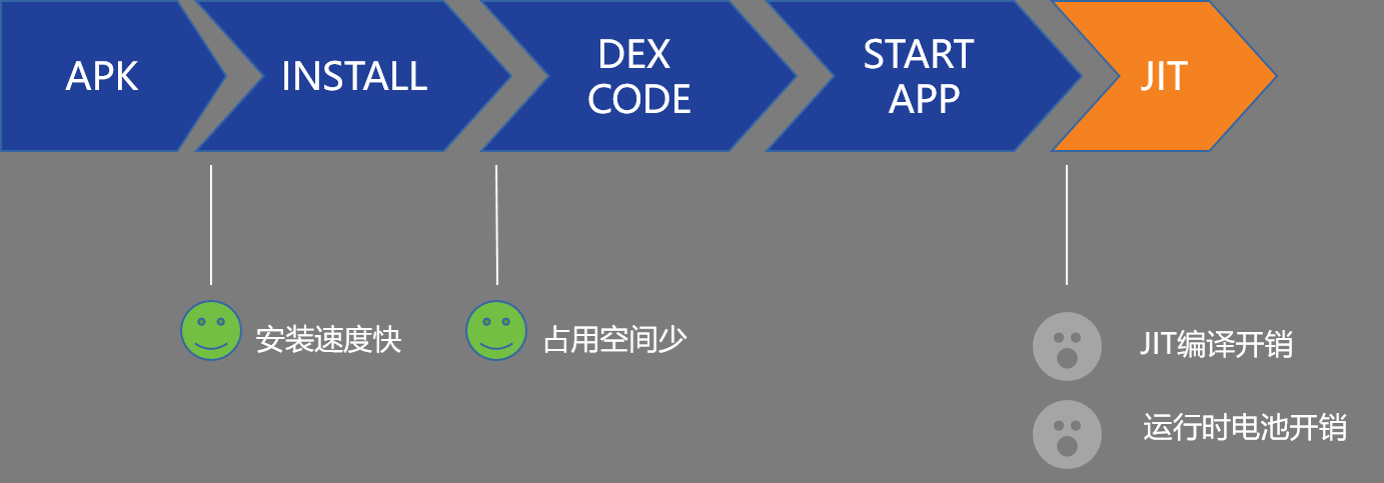 APK
INSTALL
DEX
CODE
START
APP
JIT
安装速度快
占用空间少
JIT编译开销
运行时电池开销